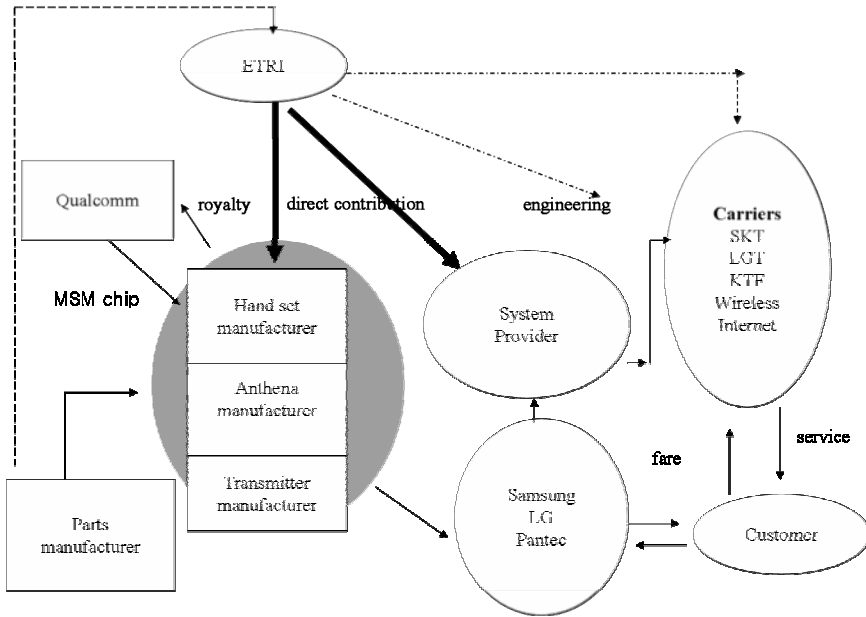 ETRI
Qualcomm
royalty
direct contribution
engineering
Carriers
SKT
LGT
KTF
Wireless
Internet
MSM chip
Hand set
manufacturer
System
Provider
Anthena
manufacturer
service
fare
Transmitter
manufacturer
Samsung
LG
Pantec
Parts
manufacturer
Customer